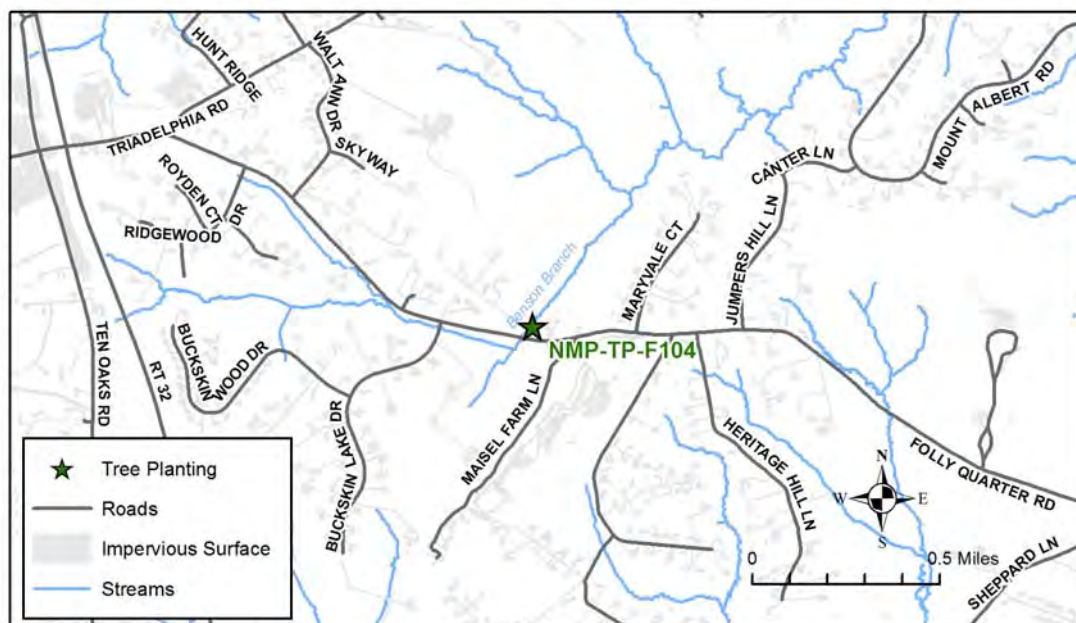 HUNT RIDGE
WALT ANN DR
TRIADELPHIA RD
SKY WAY
ROYDEN CT
RIDGEWOOD DR
CANTER LN
MOUNT ALBERT RD
Benson Branch
MARYVALE CT
JUMPERS HILL LN
NMP-TP-F104
TEN OAKS RD
RT 32
BUCKSKIN WOOD DR
BUCKSKIN LAKE DR
MAISEL FARM LN
HERITAGE HILL LN
FOLLY QUARTER RD
SHEPPARD LN
N
W E
S
0 0.5 Miles
Tree Planting
Roads
Impervious Surface
Streams